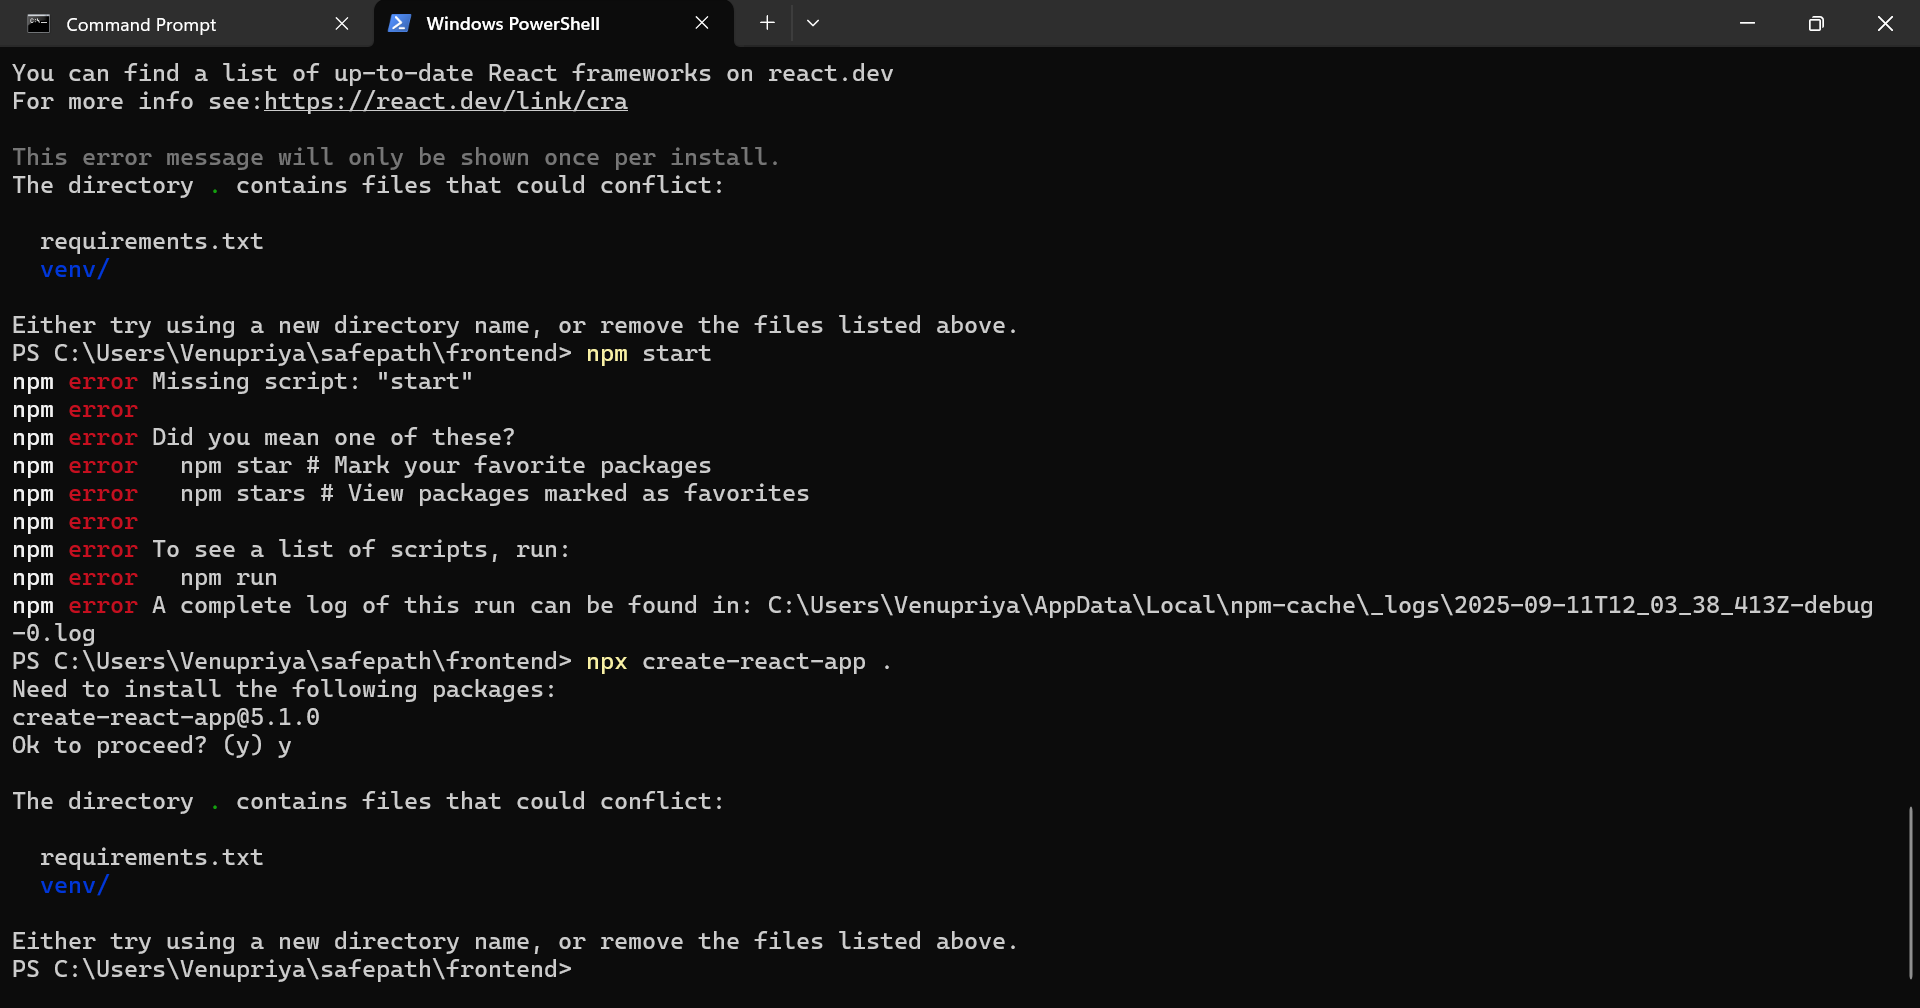 Command Prompt
Windows PowerShell
You can find a list of up-to-date React frameworks on react.dev
For more info see:https://react.dev/link/cra
This error message will only be shown once per install.
The directory . contains files that could conflict:
requirements.txt
venv/
Either try using a new directory name, or remove the files listed above.
PS C:\Users\Venupriya\safepath\frontend> npm start
npm error Missing script: "start"
npm error
npm error Did you mean one of these?
npm error   npm star # Mark your favorite packages
npm error   npm stars # View packages marked as favorites
npm error
npm error To see a list of scripts, run:
npm error   npm run
npm error A complete log of this run can be found in: C:\Users\Venupriya\AppData\Local\npm-cache\_logs\2025-09-11T12_03_38_413Z-debug
-0.log
PS C:\Users\Venupriya\safepath\frontend> npx create-react-app .
Need to install the following packages:
create-react-app@5.1.0
Ok to proceed? (y) y
The directory . contains files that could conflict:
requirements.txt
venv/
Either try using a new directory name, or remove the files listed above.
PS C:\Users\Venupriya\safepath\frontend>